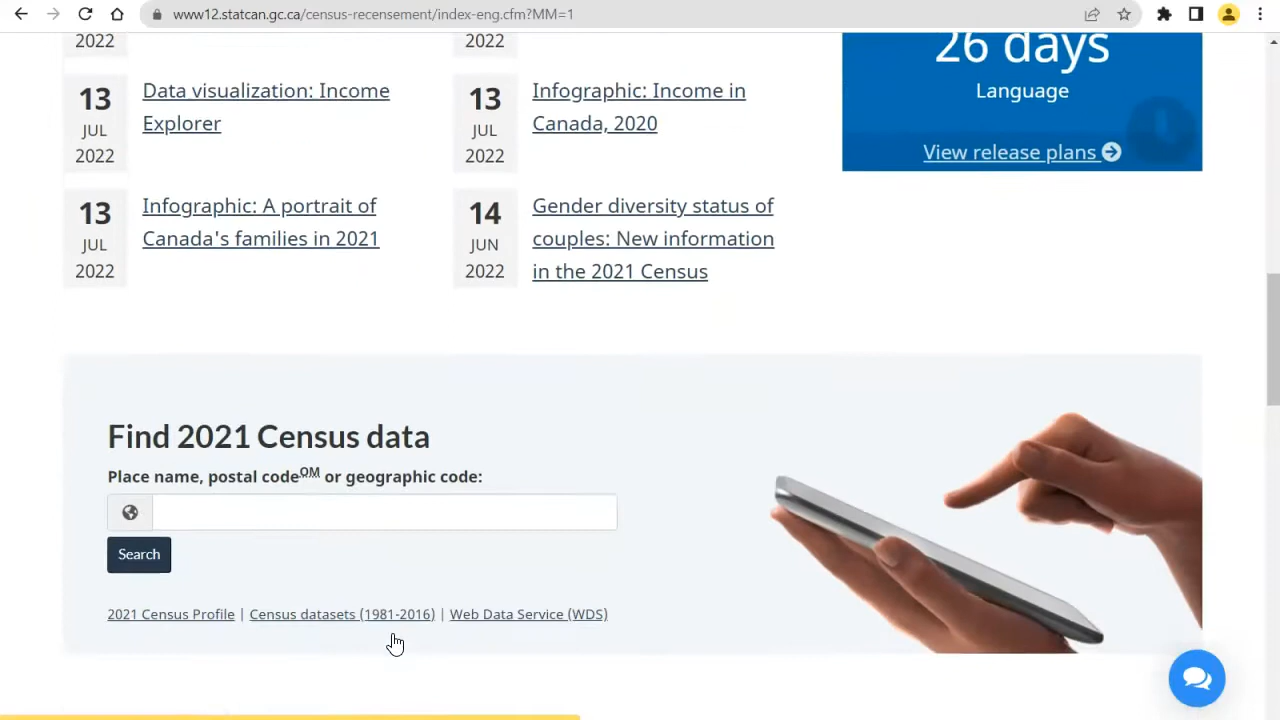 www12.statcan.gc.ca/census-recensement/index-eng.cfm?MM=1
2022
2022
26 days
Language
View release plans
13
JUL
2022
Data visualization: Income
Explorer
13
JUL
2022
Infographic: Income in
Canada, 2020
13
JUL
2022
Infographic: A portrait of
Canada's families in 2021
14
JUN
2022
Gender diversity status of
couples: New information
in the 2021 Census
Find 2021 Census data
Place name, postal codeOM or geographic code:
Search
2021 Census Profile | Census datasets (1981-2016) | Web Data Service (WDS)